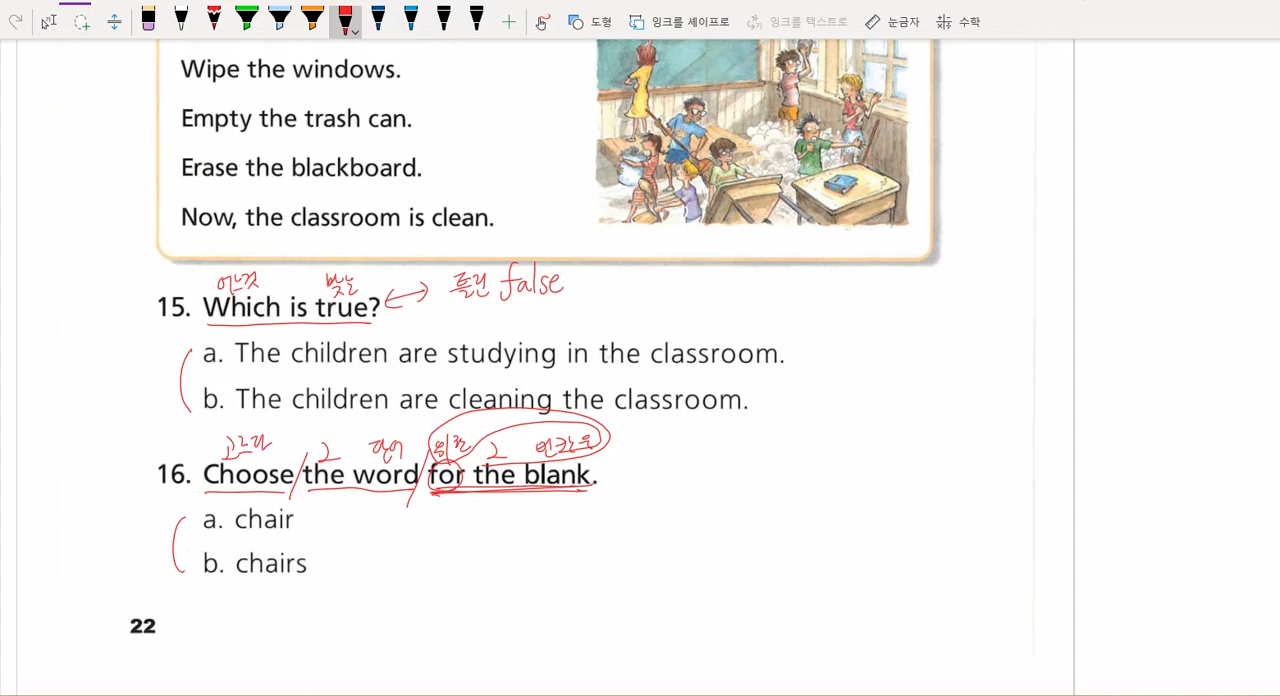 도형 잉크를 셰이프로 잉크를 텍스트로 눈금자 수학
Wipe the windows.
Empty the trash can.
Erase the blackboard.
Now, the classroom is clean.
어느것 맞는 틀린 false
15. Which is true?
a. The children are studying in the classroom.
b. The children are cleaning the classroom.
고르라 그 단어 위한 그 빈칸을
16. Choose / the word / for the blank.
a. chair
b. chairs
22